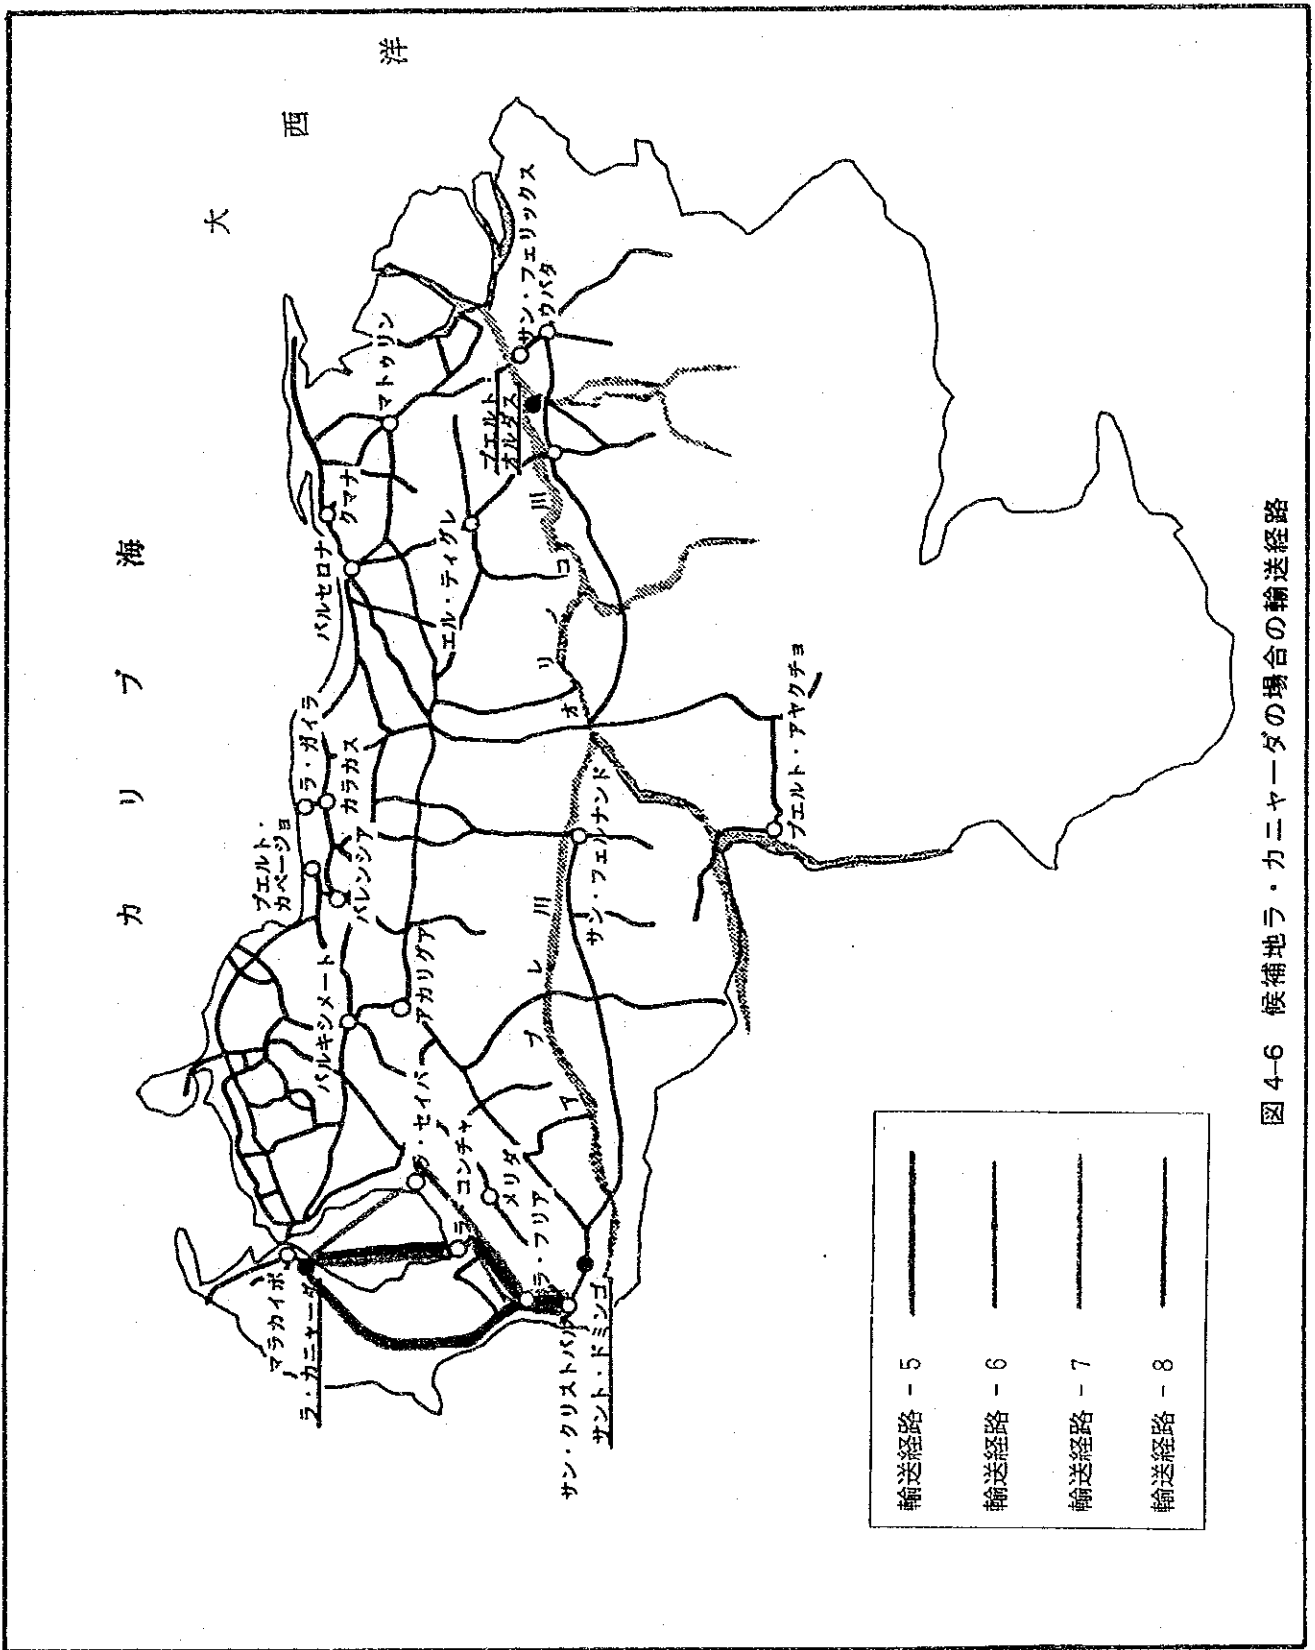 カリブ海
大西洋
マラカイボ
ラ・カニャーダ
サン・クリストバル
サント・ドミンゴ
ラ・フリア
メリダ
ラ・コンチャ
ラ・セイバ
バルキシメート
アカリグア
プエルト・
カベージョ
バレンシア
ラ・ガイラ
カラカス
サン・フェルナンド
アプレ川
オリノコ川
プエルト・アヤクチョ
バルセロナ
クマナ
エル・ティグレ
マトゥリン
プエルト・
オルダス
サン・フェリックス
ウパタ
輸送経路 - 5
輸送経路 - 6
輸送経路 - 7
輸送経路 - 8
図 4-6 候補地ラ・カニャーダの場合の輸送経路